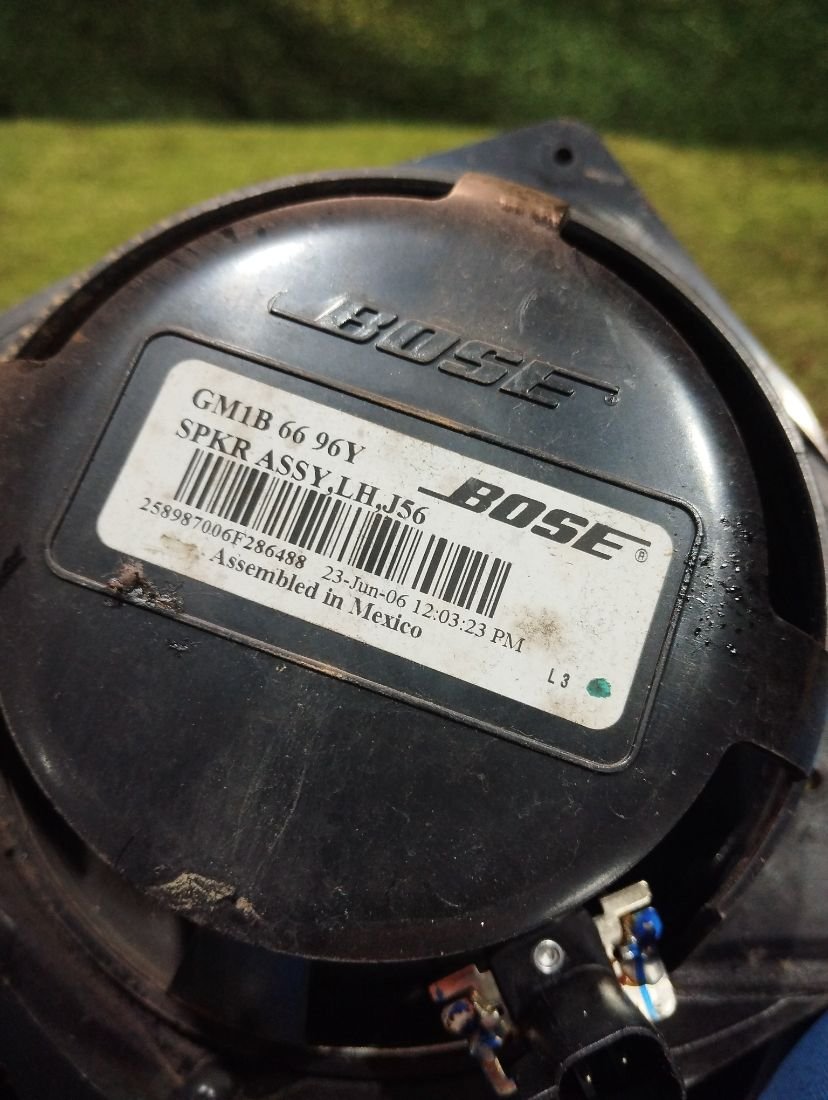 BOSE®
GM1B 66 96Y
SPKR ASSY,LH,J56
BOSE®
258987006F286488 23-Jun-06 12:03:23 PM
Assembled in Mexico
L3